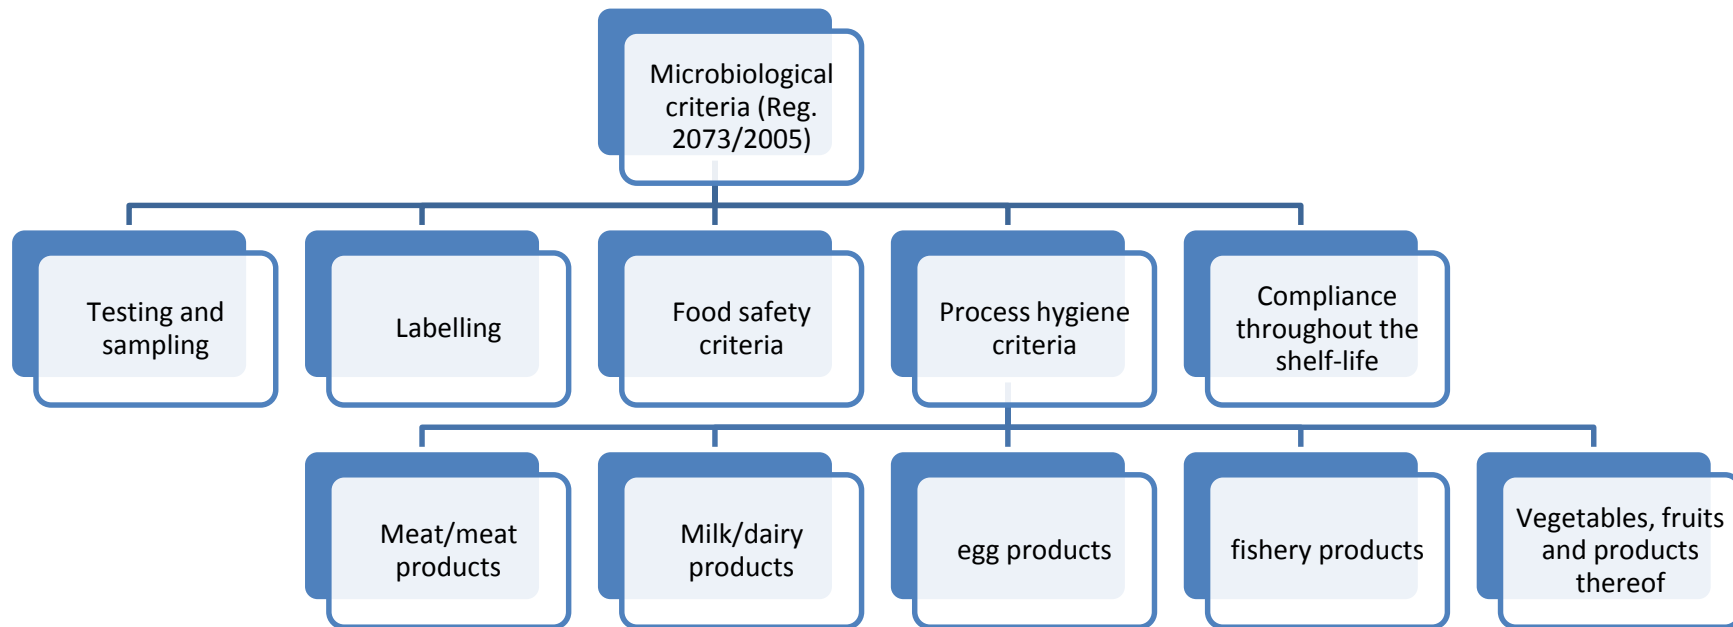 Microbiological
criteria (Reg.
2073/2005)
Testing and
sampling
Labelling
Food safety
criteria
Process hygiene
criteria
Compliance
throughout the
shelf-life
Meat/meat
products
Milk/dairy
products
egg products
fishery products
Vegetables, fruits
and products
thereof